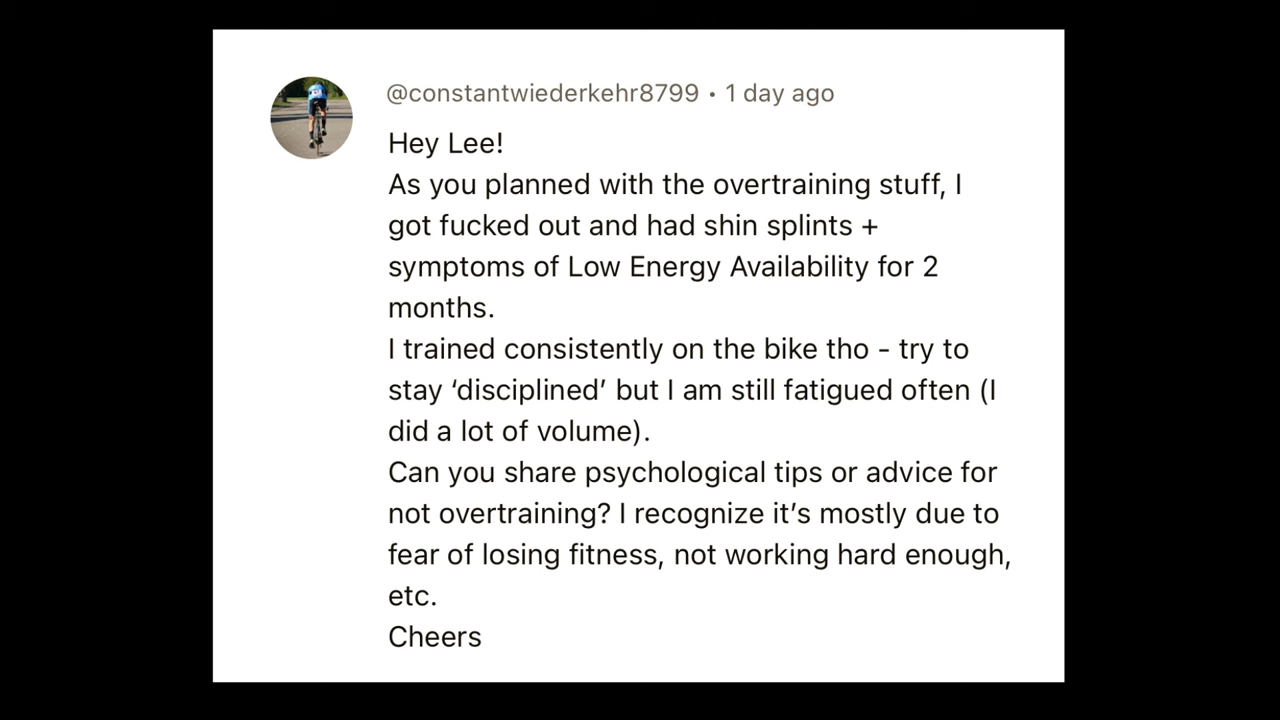 @constantwiederkehr8799 • 1 day ago
Hey Lee!
As you planned with the overtraining stuff, I
got fucked out and had shin splints +
symptoms of Low Energy Availability for 2
months.
I trained consistently on the bike tho - try to
stay ‘disciplined’ but I am still fatigued often (I
did a lot of volume).
Can you share psychological tips or advice for
not overtraining? I recognize it’s mostly due to
fear of losing fitness, not working hard enough,
etc.
Cheers